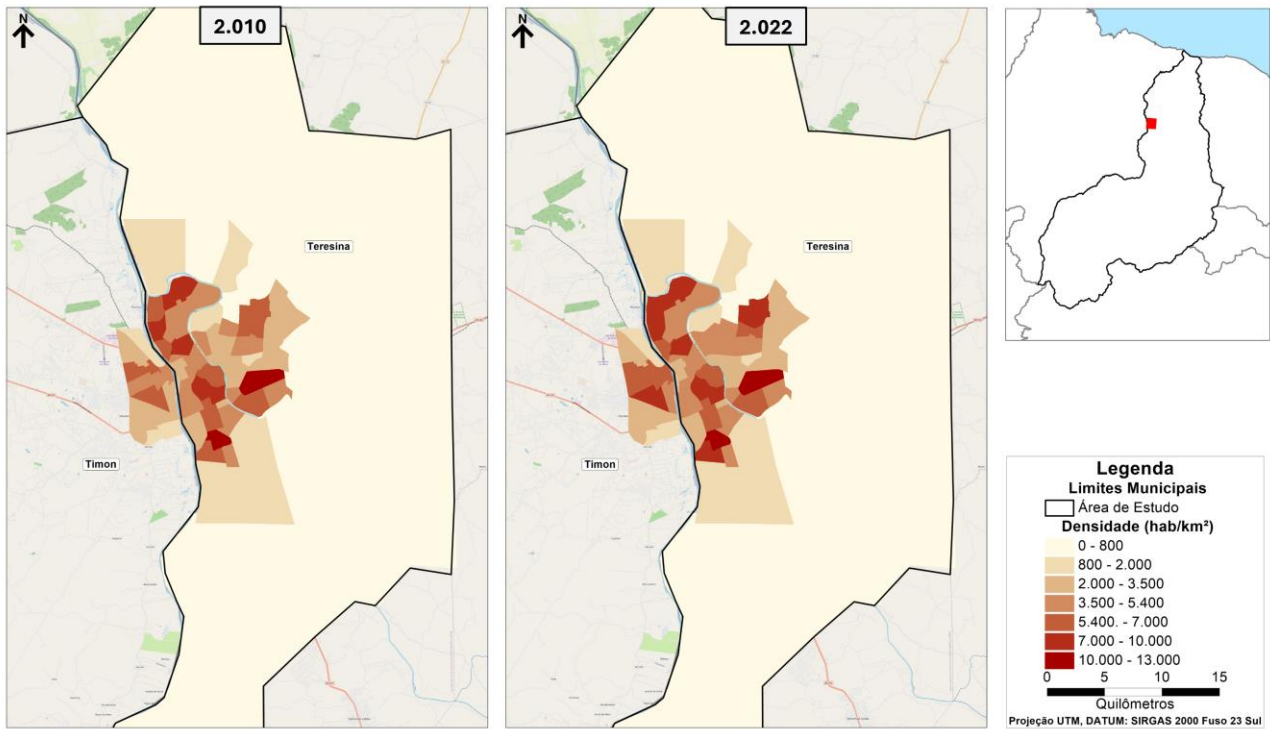 N
2.010
Teresina
Timon
N
2.022
Teresina
Timon
Legenda
Limites Municipais
Área de Estudo
Densidade (hab/km²)
0 - 800
800 - 2.000
2.000 - 3.500
3.500 - 5.400
5.400. - 7.000
7.000 - 10.000
10.000 - 13.000
0 5 10 15
Quilômetros
Projeção UTM, DATUM: SIRGAS 2000 Fuso 23 Sul